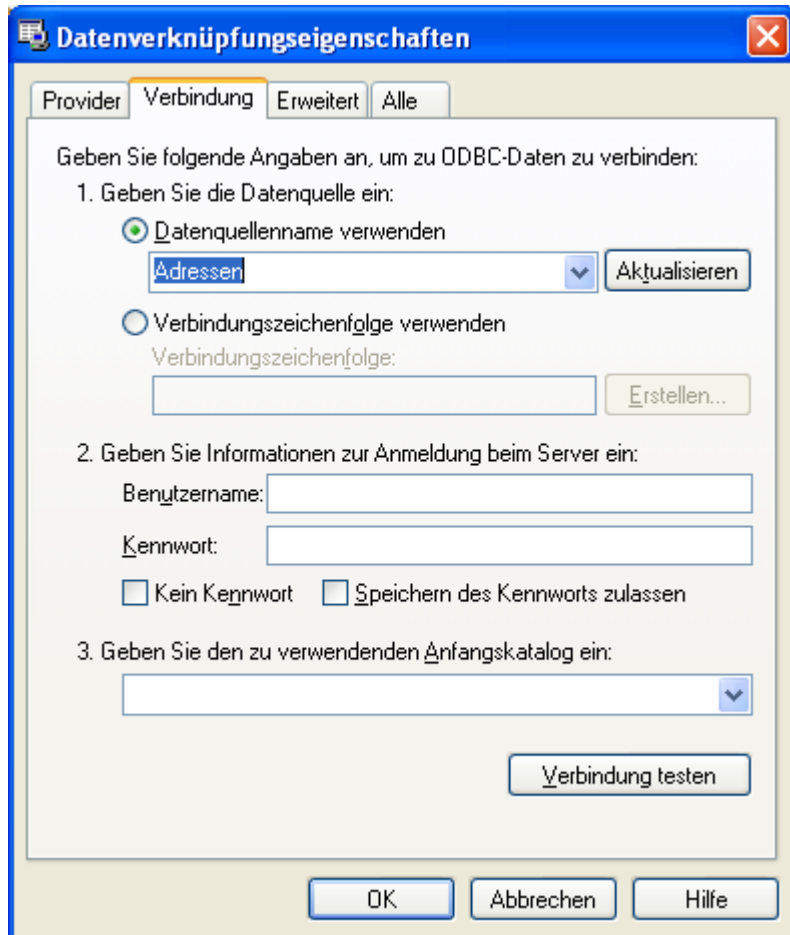 Datenverknüpfungseigenschaften
Provider Verbindung Erweitert Alle
Geben Sie folgende Angaben an, um zu ODBC-Daten zu verbinden:
1. Geben Sie die Datenquelle ein:
Datenquellenname verwenden
Adressen Aktualisieren
Verbindungszeichenfolge verwenden
Verbindungszeichenfolge:
Erstellen...
2. Geben Sie Informationen zur Anmeldung beim Server ein:
Benutzername:
Kennwort:
Kein Kennwort Speichern des Kennworts zulassen
3. Geben Sie den zu verwendenden Anfangskatalog ein:
Verbindung testen
OK Abbrechen Hilfe